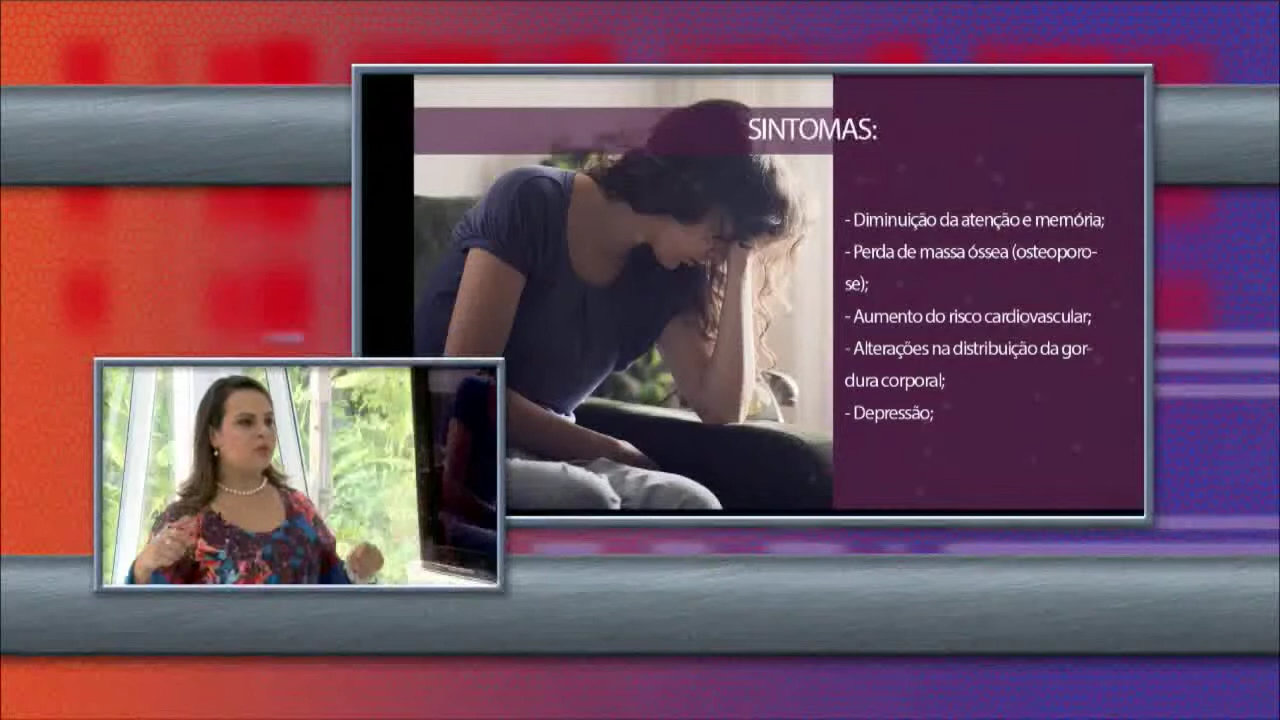 SINTOMAS:
- Diminuição da atenção e memória;
- Perda de massa óssea (osteoporo-
se);
- Aumento do risco cardiovascular;
- Alterações na distribuição da gor-
dura corporal;
- Depressão;